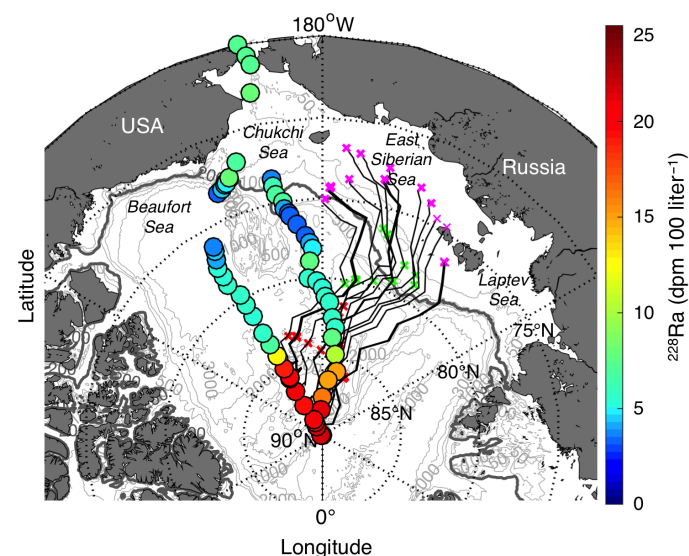 180°W
USA
Chukchi
Sea
East
Siberian
Sea
Russia
Beaufort
Sea
Laptev
Sea
75°N
80°N
85°N
90°N
0°
Latitude
Longitude
25
20
15
10
5
0
²²⁸Ra (dpm 100 liter⁻¹)